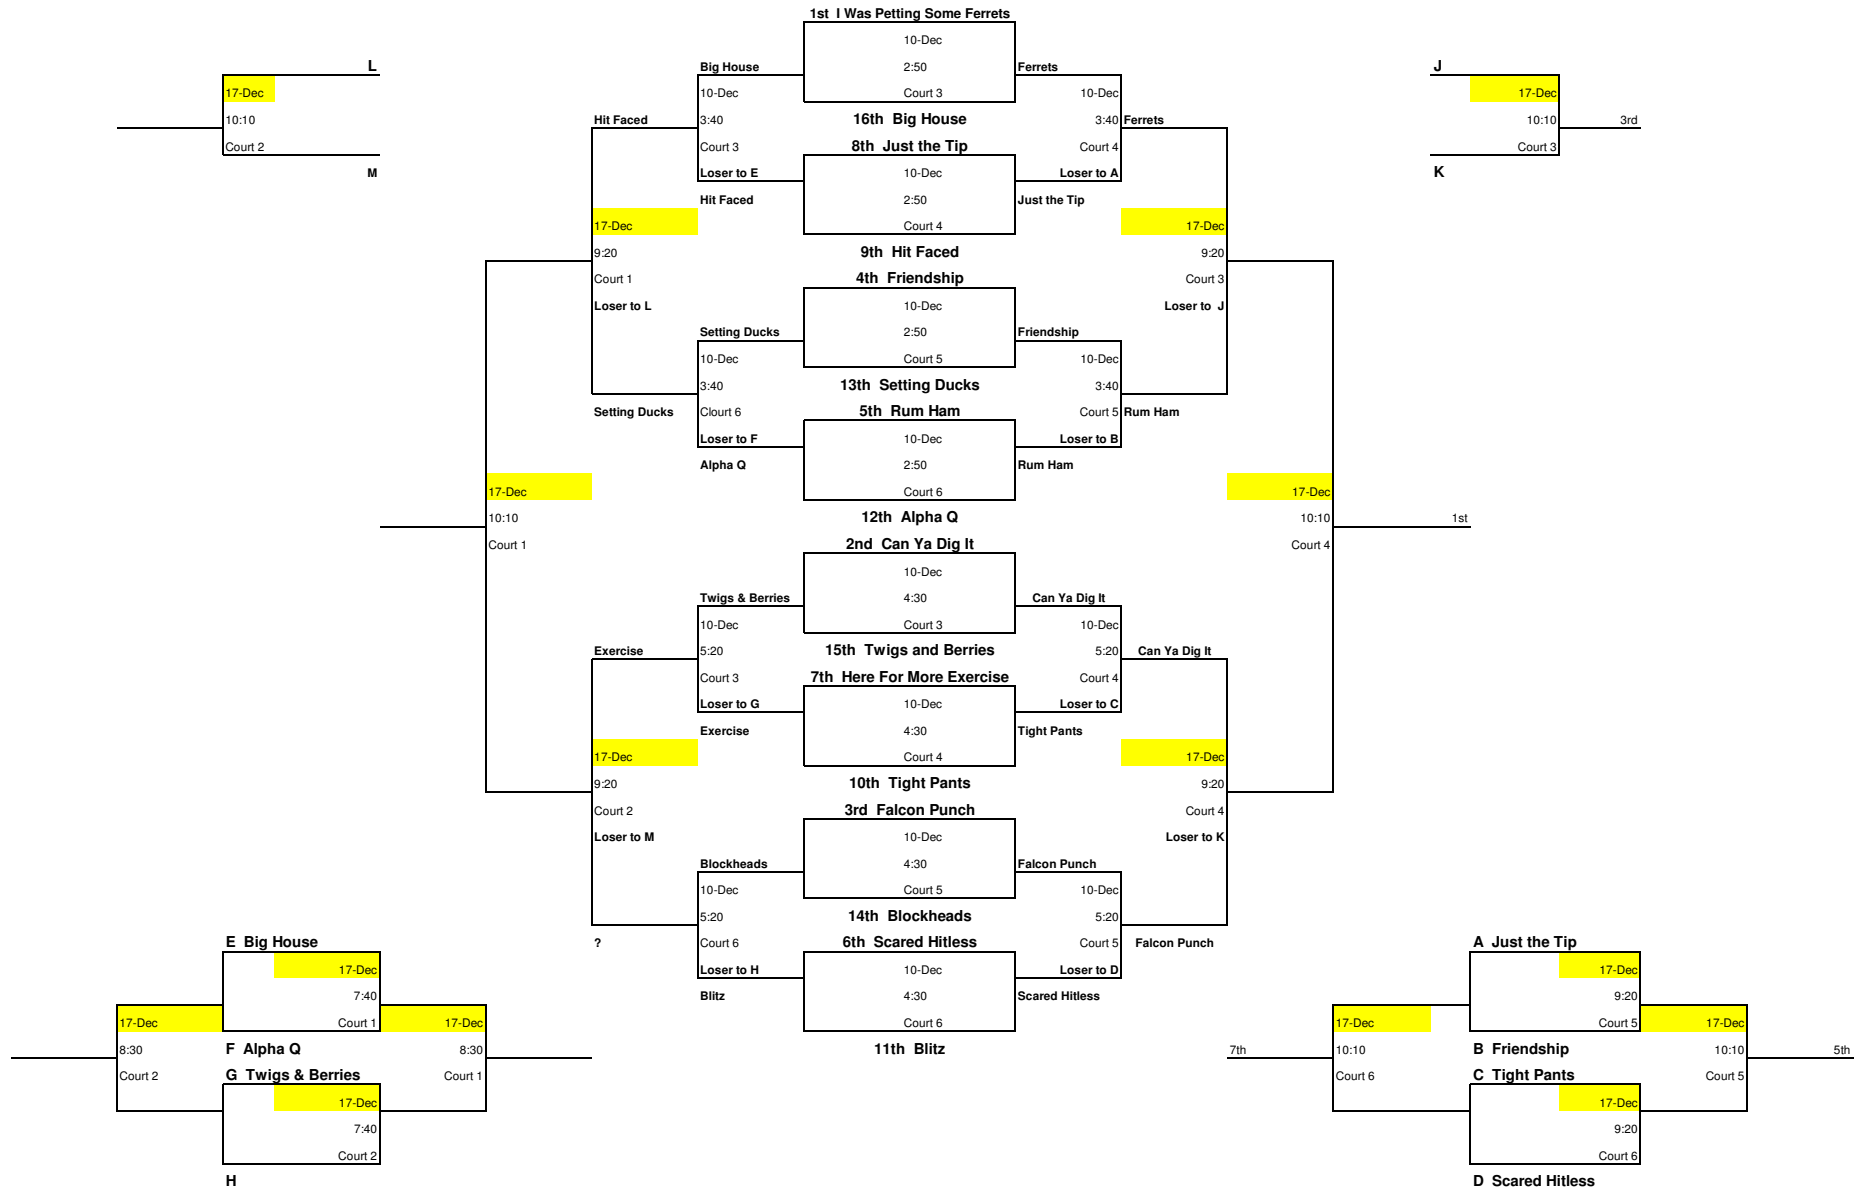 1st I Was Petting Some Ferrets
10-Dec
2:50
Court 3
16th Big House
8th Just the Tip
10-Dec
2:50
Court 4
9th Hit Faced
4th Friendship
10-Dec
2:50
Court 5
13th Setting Ducks
5th Rum Ham
10-Dec
2:50
Court 6
12th Alpha Q
2nd Can Ya Dig It
10-Dec
4:30
Court 3
15th Twigs and Berries
7th Here For More Exercise
10-Dec
4:30
Court 4
10th Tight Pants
3rd Falcon Punch
10-Dec
4:30
Court 5
14th Blockheads
6th Scared Hitless
10-Dec
4:30
Court 6
11th Blitz
L
17-Dec
10:10
Court 2
M
Big House
10-Dec
3:40
Court 3
Loser to E
Hit Faced
Hit Faced
17-Dec
9:20
Court 1
Loser to L
Setting Ducks
Setting Ducks
10-Dec
3:40
Clourt 6
Loser to F
Alpha Q
17-Dec
10:10
Court 1
Twigs & Berries
10-Dec
5:20
Court 3
Loser to G
Exercise
Exercise
17-Dec
9:20
Court 2
Loser to M
?
Blockheads
10-Dec
5:20
Court 6
Loser to H
Blitz
Ferrets
10-Dec
3:40
Court 4
Loser to A
Just the Tip
Ferrets
17-Dec
9:20
Court 3
Loser to J
Rum Ham
Friendship
10-Dec
3:40
Court 5
Loser to B
Rum Ham
17-Dec
10:10
Court 4
1st
Can Ya Dig It
10-Dec
5:20
Court 4
Loser to C
Tight Pants
Can Ya Dig It
17-Dec
9:20
Court 4
Loser to K
Falcon Punch
Falcon Punch
10-Dec
5:20
Court 5
Loser to D
Scared Hitless
J
17-Dec
10:10
Court 3
K
3rd
E Big House
17-Dec
7:40
Court 1
F Alpha Q
G Twigs & Berries
17-Dec
7:40
Court 2
H
17-Dec
8:30
Court 2
17-Dec
8:30
Court 1
A Just the Tip
17-Dec
9:20
Court 5
B Friendship
C Tight Pants
17-Dec
9:20
Court 6
D Scared Hitless
7th
17-Dec
10:10
Court 6
17-Dec
10:10
Court 5
5th